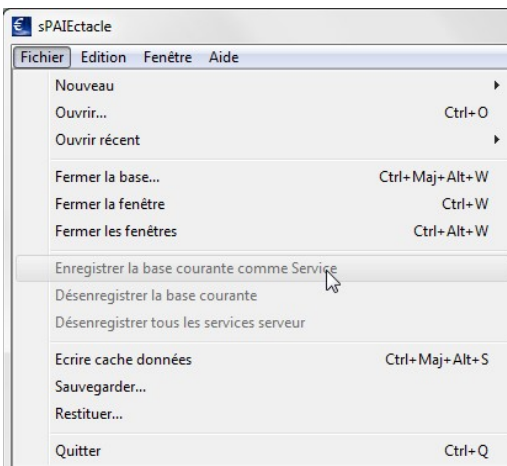 sPAIEctacle
Fichier Edition Fenêtre Aide
Nouveau
Ouvrir... Ctrl+O
Ouvrir récent
Fermer la base... Ctrl+Maj+Alt+W
Fermer la fenêtre Ctrl+W
Fermer les fenêtres Ctrl+Alt+W
Enregistrer la base courante comme Service
Désenregistrer la base courante
Désenregistrer tous les services serveur
Ecrire cache données Ctrl+Maj+Alt+S
Sauvegarder...
Restituer...
Quitter Ctrl+Q